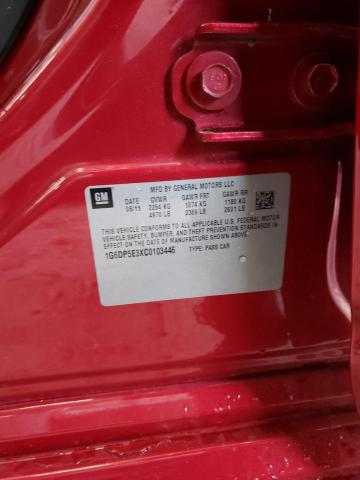 GM
MFD BY GENERAL MOTORS LLC
DATE GVWR GAWR FRT GAWR RR
08/11 2254 KG 1074 KG 1180 KG
4970 LB 2369 LB 2601 LB
THIS VEHICLE CONFORMS TO ALL APPLICABLE U.S. FEDERAL MOTOR
VEHICLE SAFETY, BUMPER, AND THEFT PREVENTION STANDARDS IN
EFFECT ON THE DATE OF MANUFACTURE SHOWN ABOVE.
1G6DP5E3XC0103446 TYPE: PASS CAR